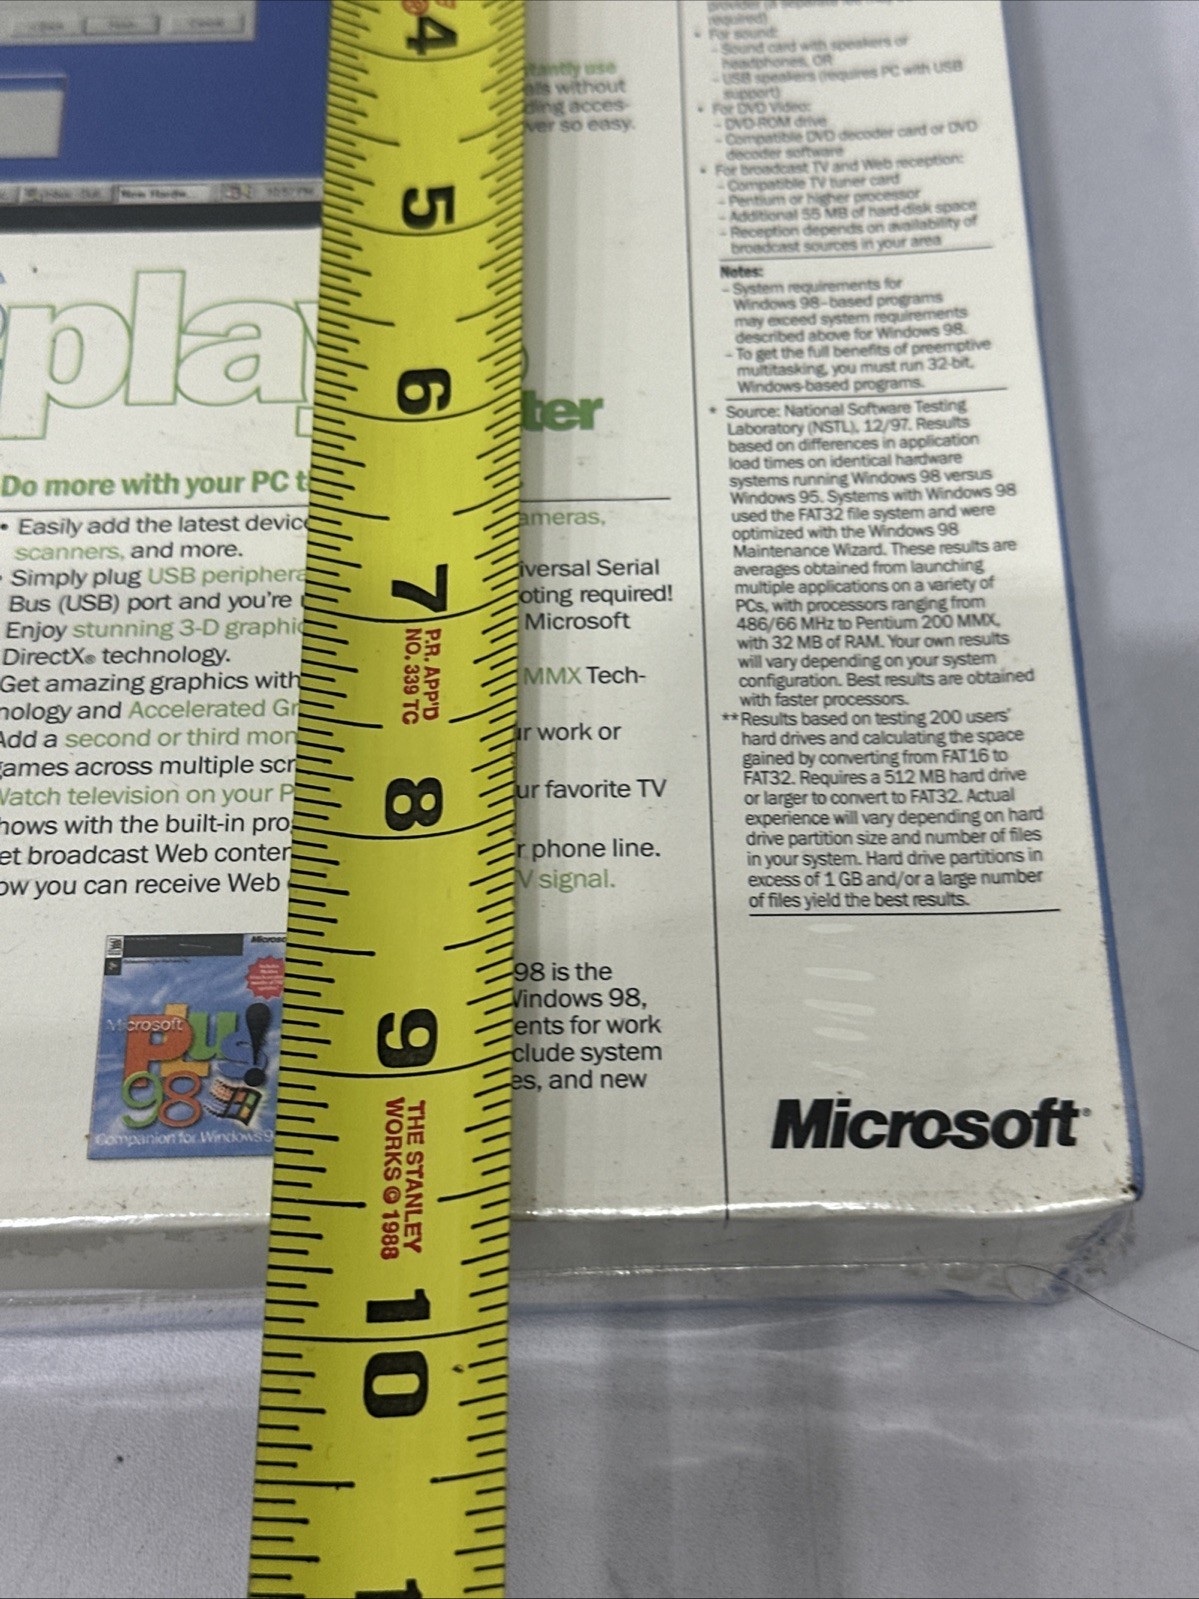 4
5
6
7
P.R. APP'D
NO. 339 TC
8
9
THE STANLEY
WORKS © 1988
10
1
New Hardw
10:52 PM
play
ter
Do more with your PC t
• Easily add the latest devic
scanners, and more.
Simply plug USB periphera
Bus (USB) port and you're
Enjoy stunning 3-D graphic
DirectX® technology.
Get amazing graphics with
nology and Accelerated Gr
Add a second or third mon
ames across multiple scr
Watch television on your P
hows with the built-in pro
et broadcast Web conten
ow you can receive Web
tantly use
als without
ding acces-
ver so easy.
ameras,
iversal Serial
oting required!
Microsoft
MMX Tech-
ur work or
ur favorite TV
r phone line.
V signal.
98 is the
Windows 98,
ents for work
clude system
es, and new
Microsoft
Plus!
98
Companion for Windows 9
required)
• For sound:
- Sound card with speakers or
headphones, OR
- USB speakers (requires PC with USB
support)
• For DVD Video:
- DVD-ROM drive
- Compatible DVD decoder card or DVD
decoder software
• For broadcast TV and Web reception:
- Compatible TV tuner card
- Pentium or higher processor
- Additional 55 MB of hard-disk space
- Reception depends on availability of
broadcast sources in your area
Notes:
- System requirements for
Windows 98–based programs
may exceed system requirements
described above for Windows 98.
- To get the full benefits of preemptive
multitasking, you must run 32-bit,
Windows-based programs.
* Source: National Software Testing
Laboratory (NSTL), 12/97. Results
based on differences in application
load times on identical hardware
systems running Windows 98 versus
Windows 95. Systems with Windows 98
used the FAT32 file system and were
optimized with the Windows 98
Maintenance Wizard. These results are
averages obtained from launching
multiple applications on a variety of
PCs, with processors ranging from
486/66 MHz to Pentium 200 MMX,
with 32 MB of RAM. Your own results
will vary depending on your system
configuration. Best results are obtained
with faster processors.
** Results based on testing 200 users'
hard drives and calculating the space
gained by converting from FAT16 to
FAT32. Requires a 512 MB hard drive
or larger to convert to FAT32. Actual
experience will vary depending on hard
drive partition size and number of files
in your system. Hard drive partitions in
excess of 1 GB and/or a large number
of files yield the best results.
Microsoft®